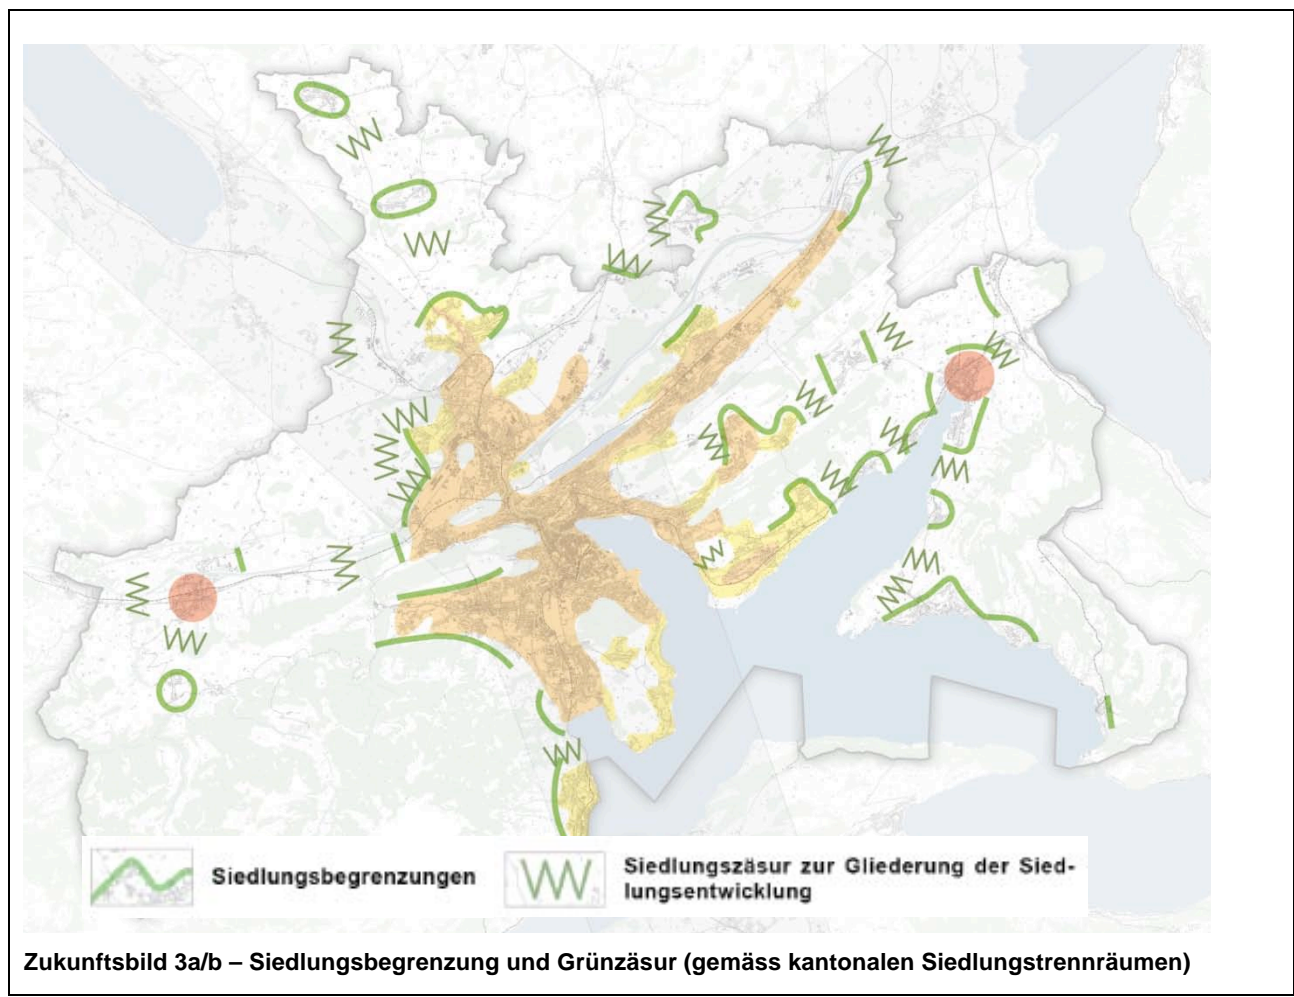 Siedlungsbegrenzungen
Siedlungszäsur zur Gliederung der Sied-
lungsentwicklung
Zukunftsbild 3a/b – Siedlungsbegrenzung und Grünzäsur (gemäss kantonalen Siedlungstrennräumen)